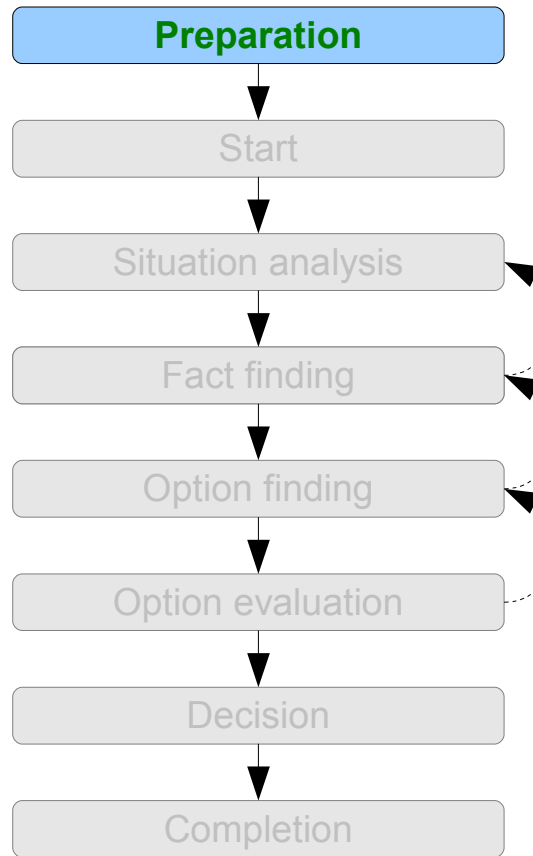 Preparation
Start
Situation analysis
Fact finding
Option finding
Option evaluation
Decision
Completion